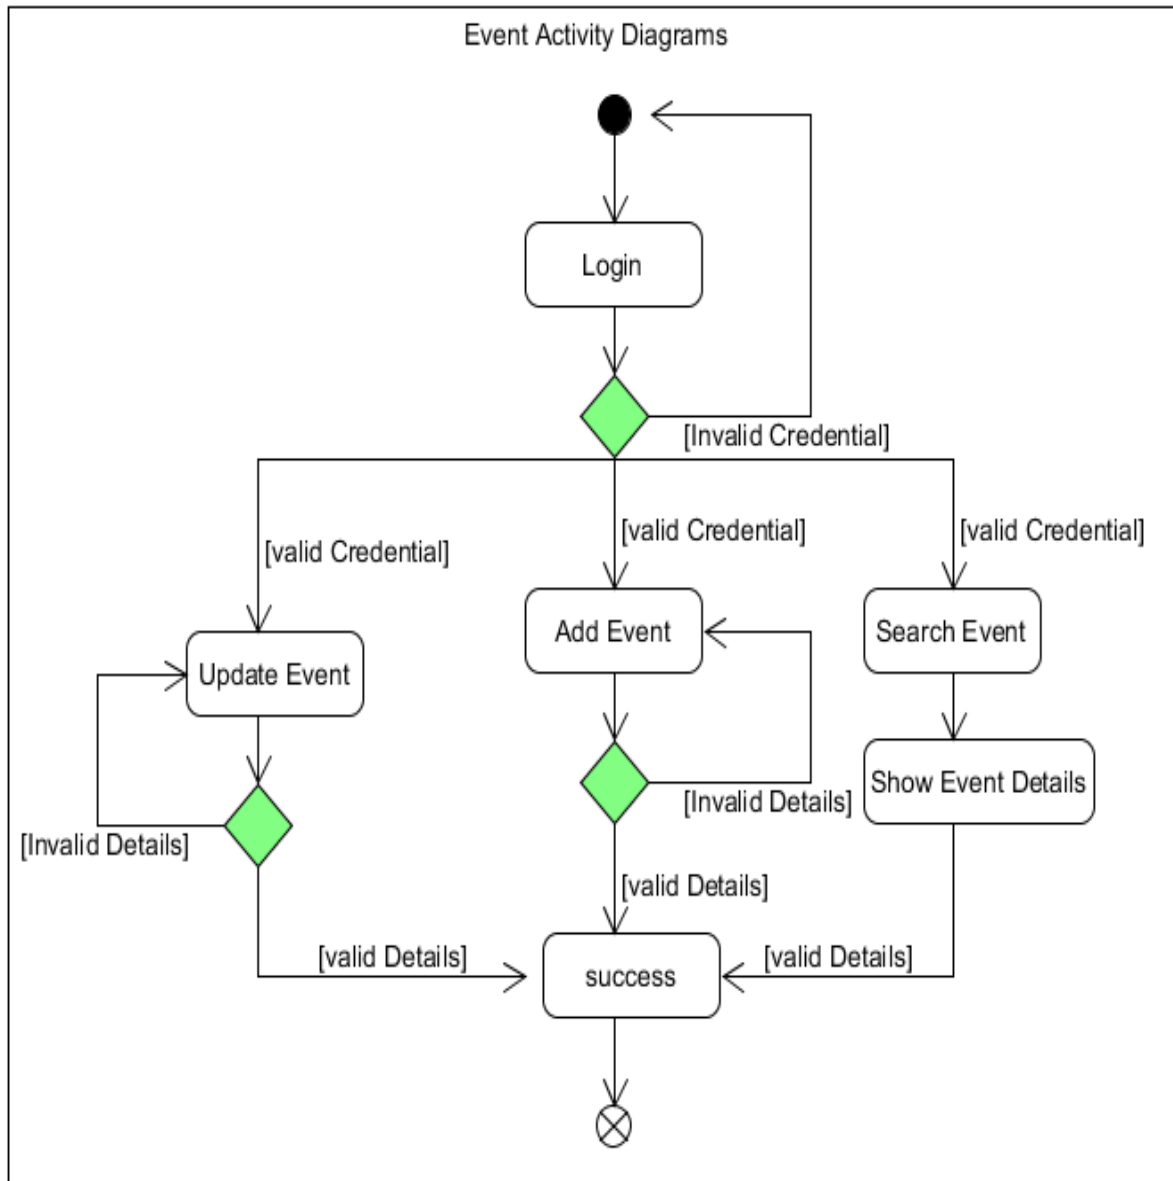 Event Activity Diagrams
Login
[Invalid Credential]
[valid Credential]
[valid Credential]
[valid Credential]
Update Event
Add Event
Search Event
Show Event Details
[Invalid Details]
[Invalid Details]
[valid Details]
[valid Details]
[valid Details]
success